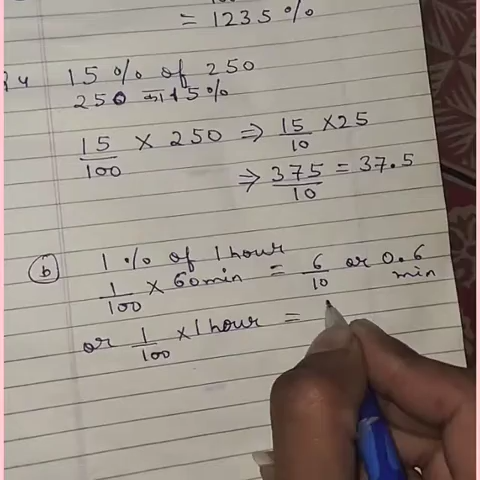 = 1235%
Q4 15% of 250
250 का 15%
15/100 × 250 ⇒ 15/10 × 25
⇒ 375/10 = 37.5
(b) 1% of 1 hour
1/100 × 60 min = 6/10 or 0.6 min
or 1/100 × 1 hour =